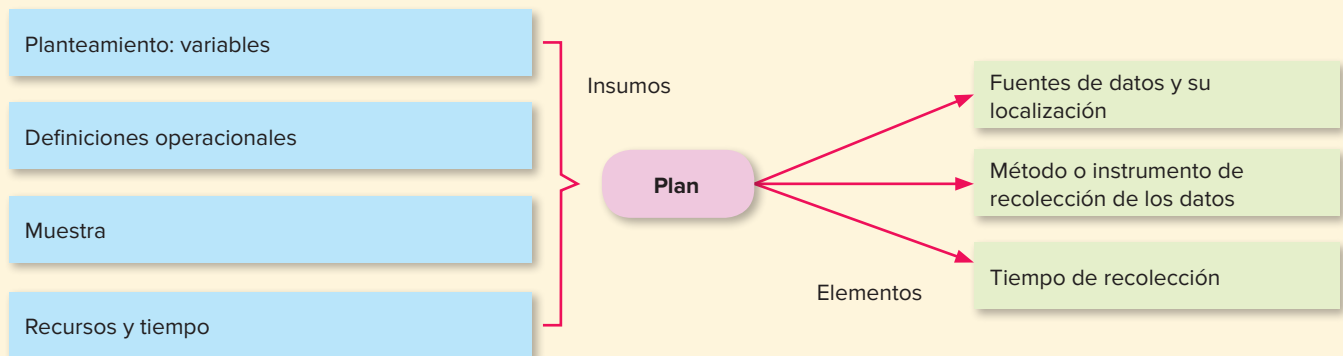 Planteamiento: variables
Definiciones operacionales
Muestra
Recursos y tiempo
Insumos
Plan
Elementos
Fuentes de datos y su
localización
Método o instrumento de
recolección de los datos
Tiempo de recolección